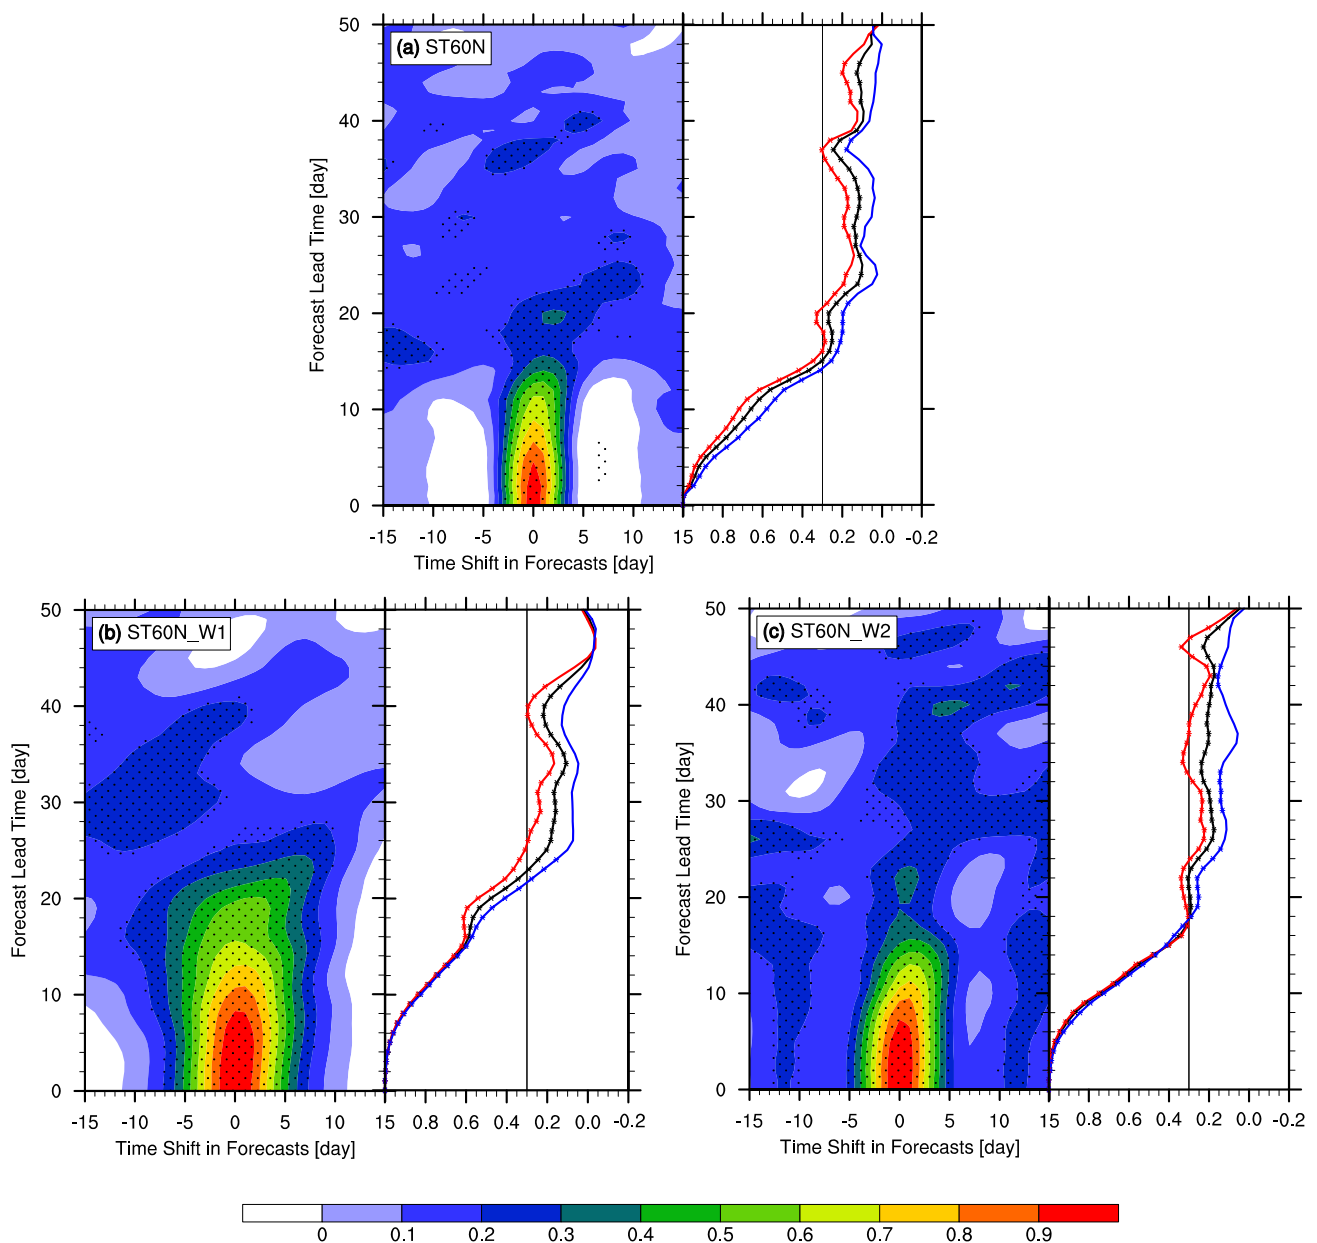 (a) ST60N
50
40
30
20
10
0
Forecast Lead Time [day]
-15 -10 -5 0 5 10 15 0.8 0.6 0.4 0.2 0.0 -0.2
Time Shift in Forecasts [day]
(b) ST60N_W1
50
40
30
20
10
0
Forecast Lead Time [day]
-15 -10 -5 0 5 10 15 0.8 0.6 0.4 0.2 0.0 -0.2
Time Shift in Forecasts [day]
(c) ST60N_W2
50
40
30
20
10
0
Forecast Lead Time [day]
-15 -10 -5 0 5 10 15 0.8 0.6 0.4 0.2 0.0 -0.2
Time Shift in Forecasts [day]
0 0.1 0.2 0.3 0.4 0.5 0.6 0.7 0.8 0.9